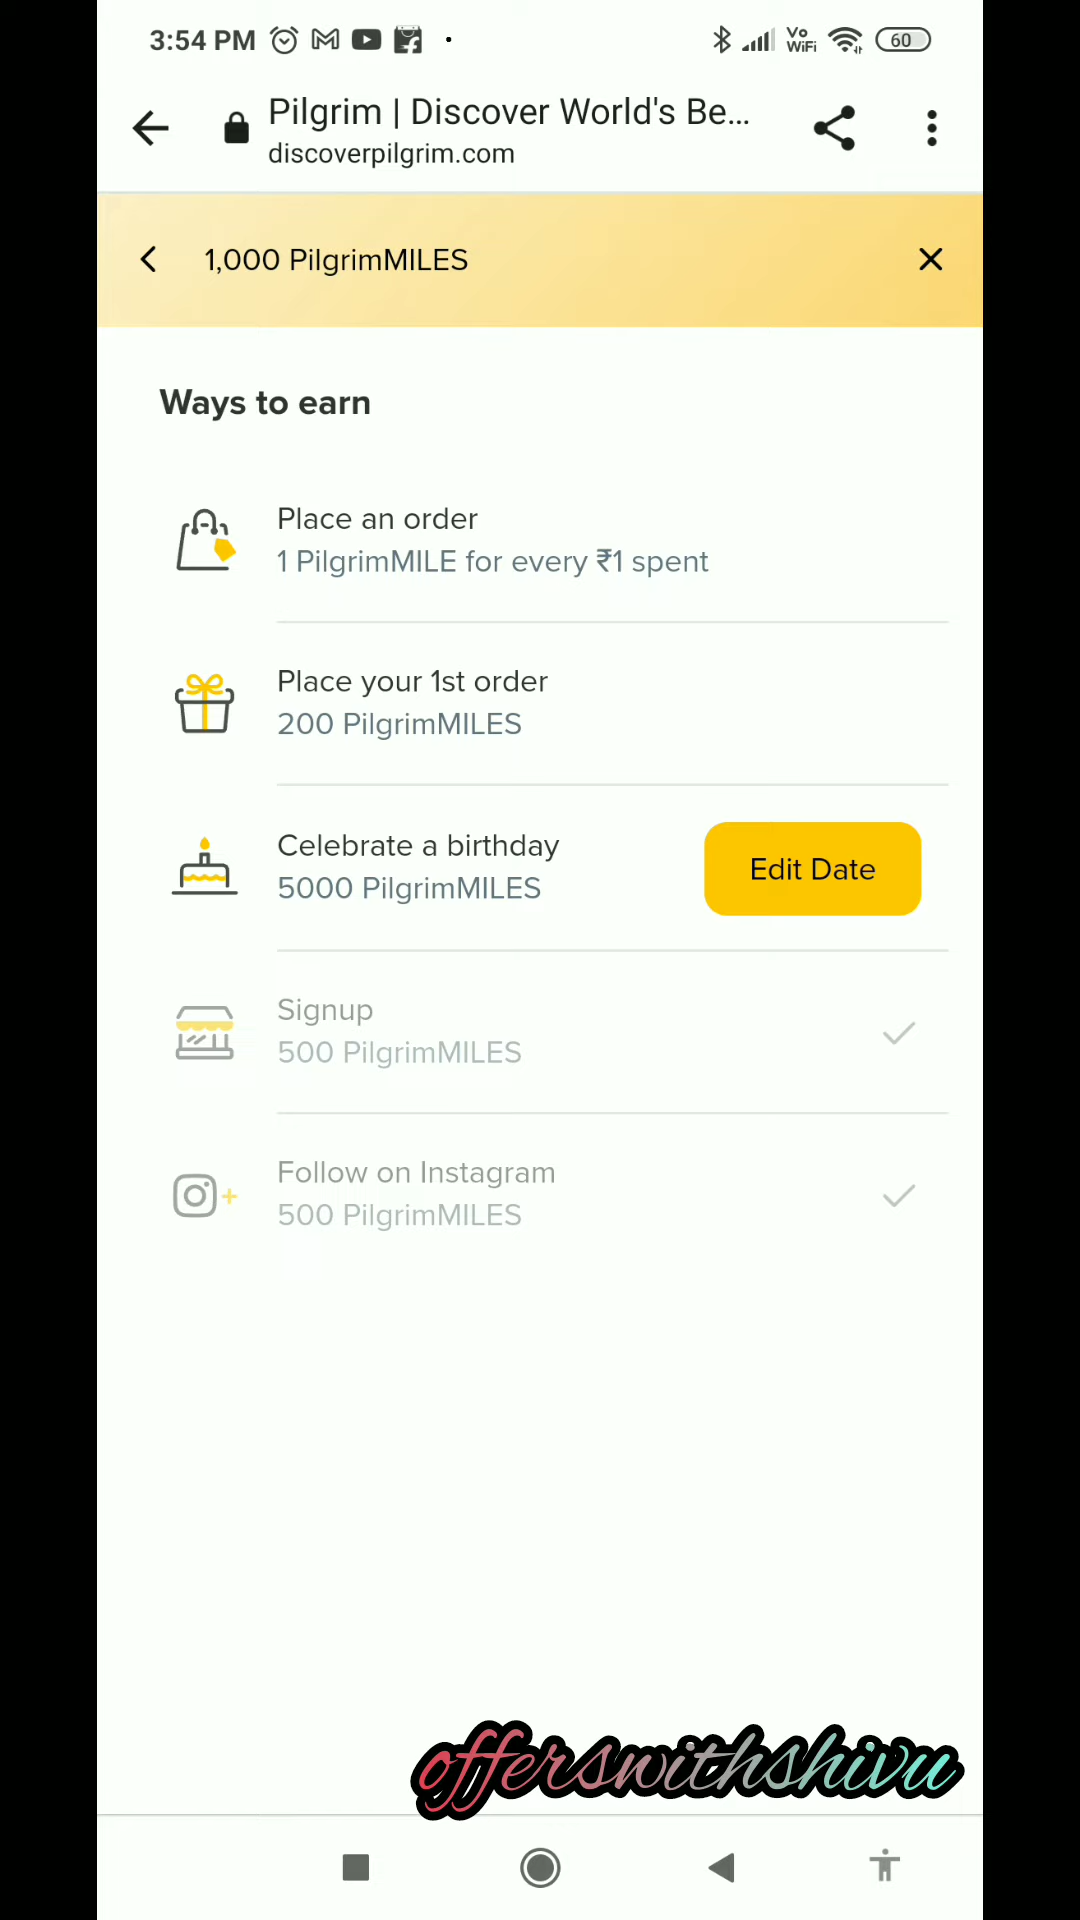 3:54 PM
Vo
WiFi
60
Pilgrim | Discover World's Be...
discoverpilgrim.com
1,000 PilgrimMILES
Ways to earn
Place an order
1 PilgrimMILE for every ₹1 spent
Place your 1st order
200 PilgrimMILES
Celebrate a birthday
5000 PilgrimMILES
Edit Date
Signup
500 PilgrimMILES
Follow on Instagram
500 PilgrimMILES
offerswithshivu